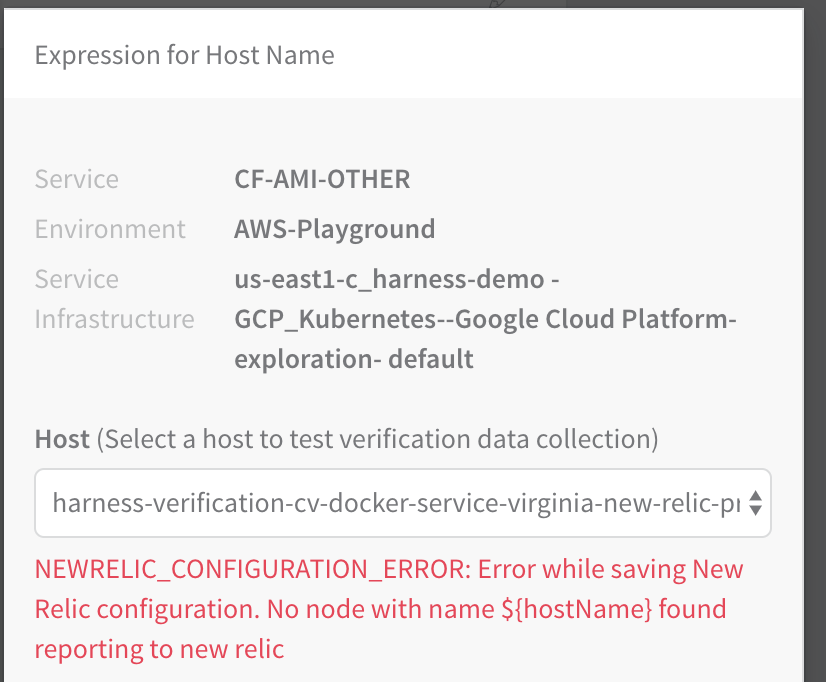 Expression for Host Name
Service CF-AMI-OTHER
Environment AWS-Playground
Service us-east1-c_harness-demo -
Infrastructure GCP_Kubernetes--Google Cloud Platform-
exploration- default
Host (Select a host to test verification data collection)
harness-verification-cv-docker-service-virginia-new-relic-pr
NEWRELIC_CONFIGURATION_ERROR: Error while saving New
Relic configuration. No node with name ${hostName} found
reporting to new relic